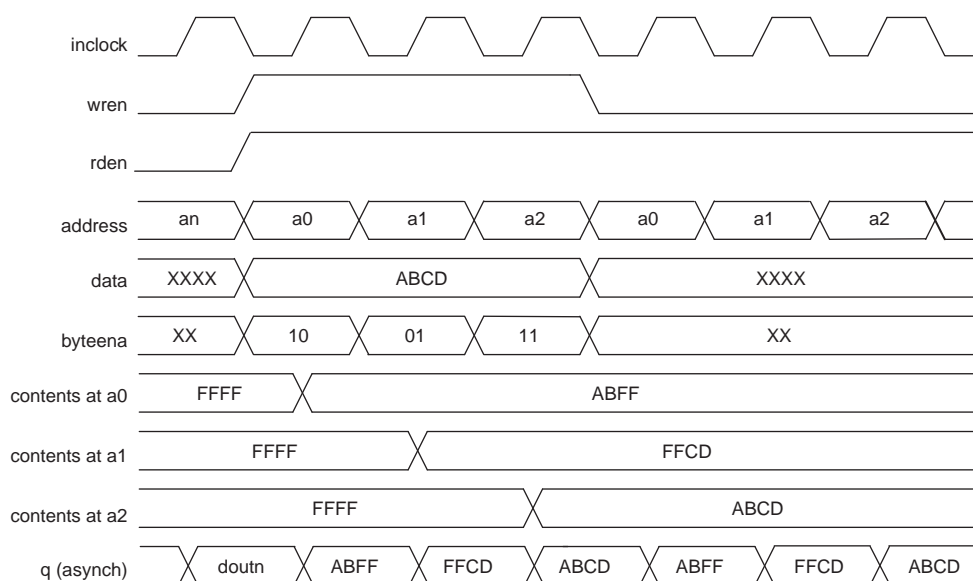 inclock
wren
rden
address an a0 a1 a2 a0 a1 a2
data XXXX ABCD XXXX
byteena XX 10 01 11 XX
contents at a0 FFFF ABFF
contents at a1 FFFF FFCD
contents at a2 FFFF ABCD
q (asynch) doutn ABFF FFCD ABCD ABFF FFCD ABCD